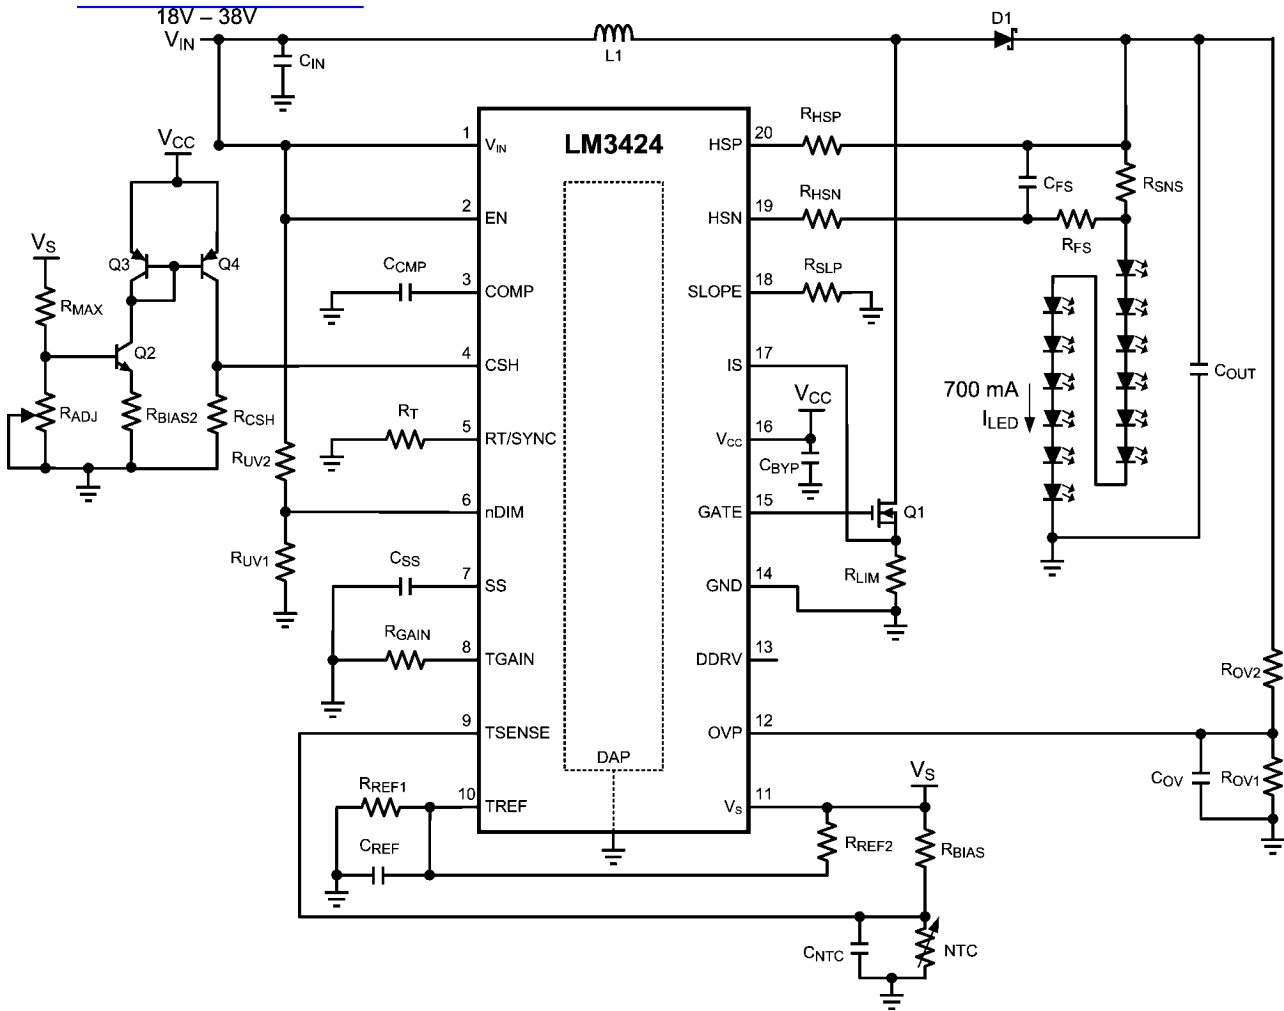 18V – 38V
VIN
D1
L1
CIN
RHSP
1
VIN
LM3424
HSP
20
VCC
CFS
RSNS
RHSN
2
EN
HSN
19
RFS
VS
Q3
Q4
CCMP
RSLP
3
COMP
SLOPE
18
RMAX
Q2
4
CSH
IS
17
COUT
700 mA
ILED
VCC
RADJ
RBIAS2
RCSH
RT
5
RT/SYNC
VCC
16
RUV2
CBYP
6
nDIM
GATE
15
Q1
RUV1
CSS
7
SS
GND
14
RLIM
RGAIN
8
TGAIN
DDRV
13
ROV2
9
TSENSE
OVP
12
DAP
VS
COV
ROV1
RREF1
10
TREF
VS
11
CREF
RREF2
RBIAS
CNTC
NTC